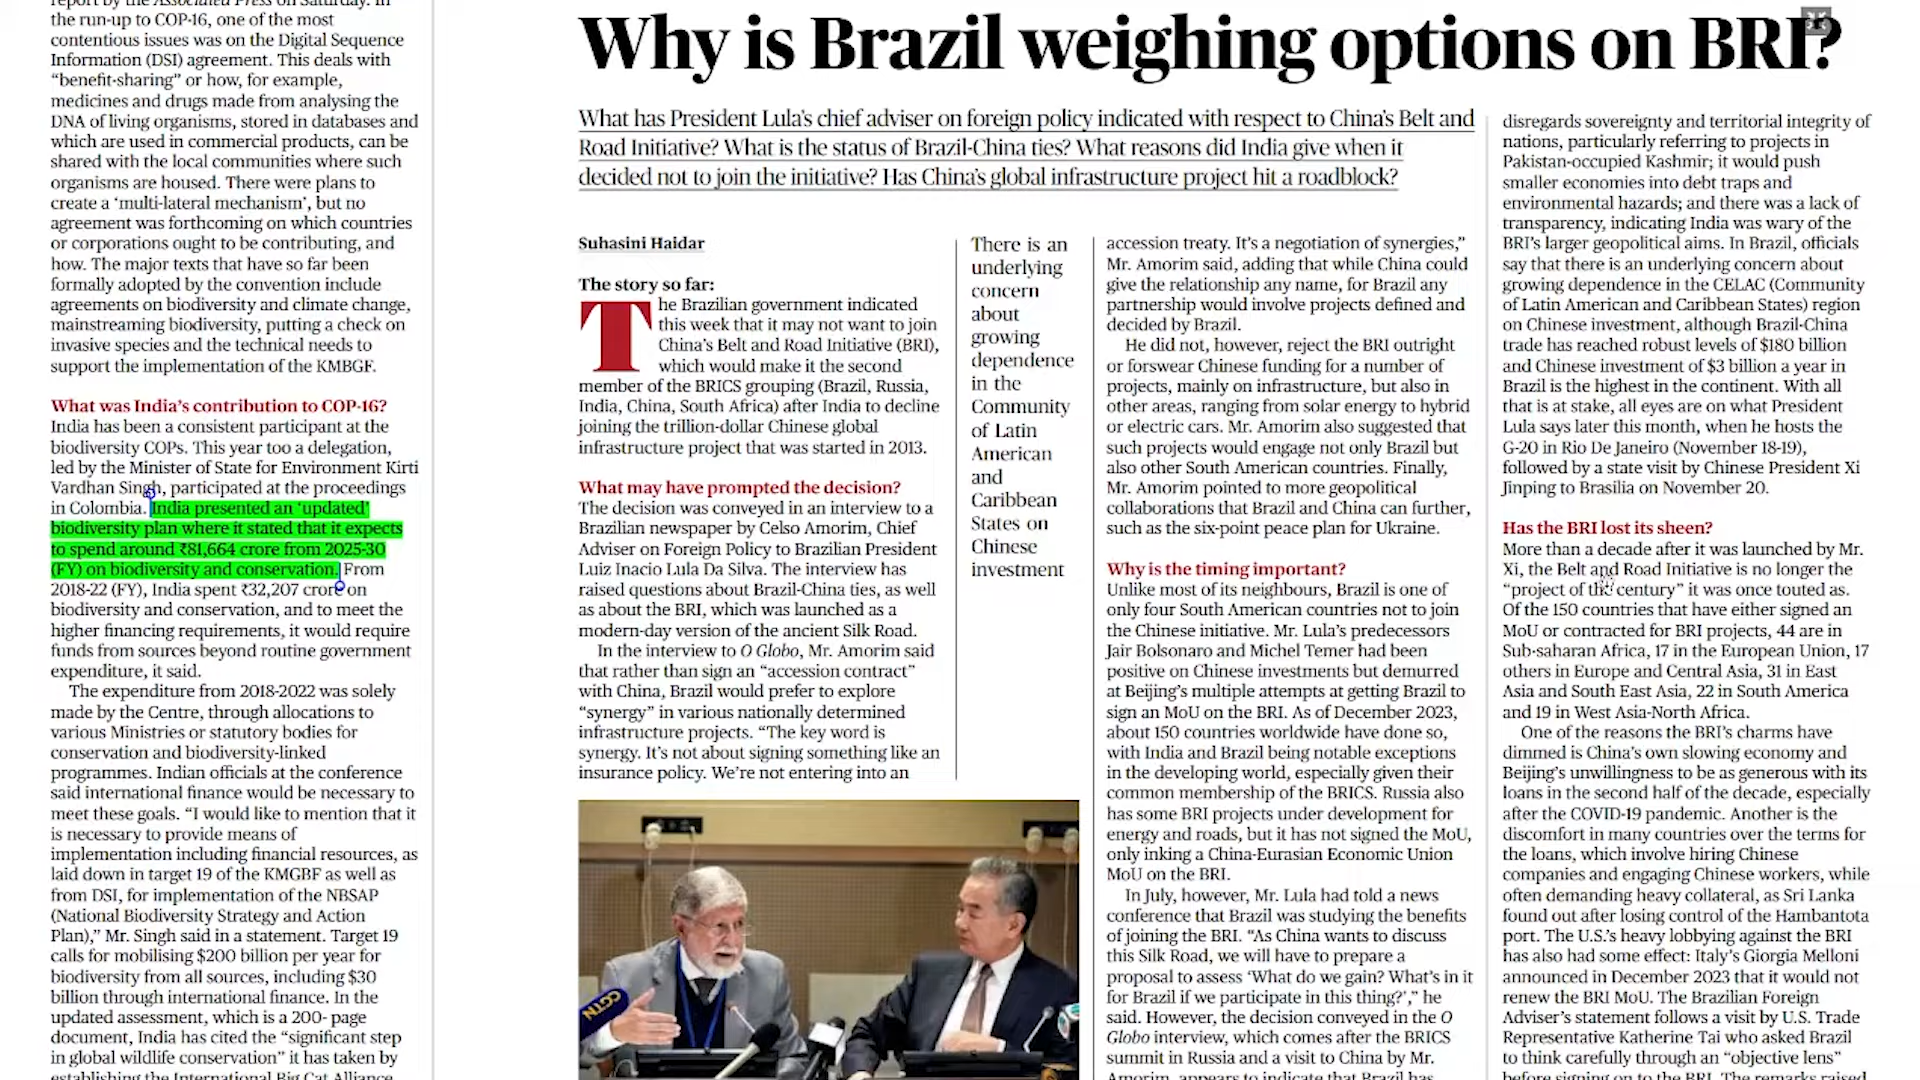 report by the Associated Press on Saturday. In
the run-up to COP-16, one of the most
contentious issues was on the Digital Sequence
Information (DSI) agreement. This deals with
“benefit-sharing” or how, for example,
medicines and drugs made from analysing the
DNA of living organisms, stored in databases and
which are used in commercial products, can be
shared with the local communities where such
organisms are housed. There were plans to
create a ‘multi-lateral mechanism’, but no
agreement was forthcoming on which countries
or corporations ought to be contributing, and
how. The major texts that have so far been
formally adopted by the convention include
agreements on biodiversity and climate change,
mainstreaming biodiversity, putting a check on
invasive species and the technical needs to
support the implementation of the KMBGF.
What was India’s contribution to COP-16?
India has been a consistent participant at the
biodiversity COPs. This year too a delegation,
led by the Minister of State for Environment Kirti
Vardhan Singh, participated at the proceedings
in Colombia. India presented an ‘updated’
biodiversity plan where it stated that it expects
to spend around ₹81,664 crore from 2025-30
(FY) on biodiversity and conservation. From
2018-22 (FY), India spent ₹32,207 crore on
biodiversity and conservation, and to meet the
higher financing requirements, it would require
funds from sources beyond routine government
expenditure, it said.
The expenditure from 2018-2022 was solely
made by the Centre, through allocations to
various Ministries or statutory bodies for
conservation and biodiversity-linked
programmes. Indian officials at the conference
said international finance would be necessary to
meet these goals. “I would like to mention that it
is necessary to provide means of
implementation including financial resources, as
laid down in target 19 of the KMGBF as well as
from DSI, for implementation of the NBSAP
(National Biodiversity Strategy and Action
Plan),” Mr. Singh said in a statement. Target 19
calls for mobilising $200 billion per year for
biodiversity from all sources, including $30
billion through international finance. In the
updated assessment, which is a 200- page
document, India has cited the “significant step
in global wildlife conservation” it has taken by
establishing the International Big Cat Alliance
Why is Brazil weighing options on BRI?
What has President Lula’s chief adviser on foreign policy indicated with respect to China’s Belt and
Road Initiative? What is the status of Brazil-China ties? What reasons did India give when it
decided not to join the initiative? Has China’s global infrastructure project hit a roadblock?
Suhasini Haidar
The story so far:
The Brazilian government indicated
this week that it may not want to join
China’s Belt and Road Initiative (BRI),
which would make it the second
member of the BRICS grouping (Brazil, Russia,
India, China, South Africa) after India to decline
joining the trillion-dollar Chinese global
infrastructure project that was started in 2013.
What may have prompted the decision?
The decision was conveyed in an interview to a
Brazilian newspaper by Celso Amorim, Chief
Adviser on Foreign Policy to Brazilian President
Luiz Inacio Lula Da Silva. The interview has
raised questions about Brazil-China ties, as well
as about the BRI, which was launched as a
modern-day version of the ancient Silk Road.
In the interview to O Globo, Mr. Amorim said
that rather than sign an “accession contract”
with China, Brazil would prefer to explore
“synergy” in various nationally determined
infrastructure projects. “The key word is
synergy. It’s not about signing something like an
insurance policy. We’re not entering into an
There is an
underlying
concern
about
growing
dependence
in the
Community
of Latin
American
and
Caribbean
States on
Chinese
investment
CGTN
accession treaty. It’s a negotiation of synergies,”
Mr. Amorim said, adding that while China could
give the relationship any name, for Brazil any
partnership would involve projects defined and
decided by Brazil.
He did not, however, reject the BRI outright
or forswear Chinese funding for a number of
projects, mainly on infrastructure, but also in
other areas, ranging from solar energy to hybrid
or electric cars. Mr. Amorim also suggested that
such projects would engage not only Brazil but
also other South American countries. Finally,
Mr. Amorim pointed to more geopolitical
collaborations that Brazil and China can further,
such as the six-point peace plan for Ukraine.
Why is the timing important?
Unlike most of its neighbours, Brazil is one of
only four South American countries not to join
the Chinese initiative. Mr. Lula’s predecessors
Jair Bolsonaro and Michel Temer had been
positive on Chinese investments but demurred
at Beijing’s multiple attempts at getting Brazil to
sign an MoU on the BRI. As of December 2023,
about 150 countries worldwide have done so,
with India and Brazil being notable exceptions
in the developing world, especially given their
common membership of the BRICS. Russia also
has some BRI projects under development for
energy and roads, but it has not signed the MoU,
only inking a China-Eurasian Economic Union
MoU on the BRI.
In July, however, Mr. Lula had told a news
conference that Brazil was studying the benefits
of joining the BRI. “As China wants to discuss
this Silk Road, we will have to prepare a
proposal to assess ‘What do we gain? What’s in it
for Brazil if we participate in this thing?’,” he
said. However, the decision conveyed in the O
Globo interview, which comes after the BRICS
summit in Russia and a visit to China by Mr.
Amorim, appears to indicate that Brazil has
disregards sovereignty and territorial integrity of
nations, particularly referring to projects in
Pakistan-occupied Kashmir; it would push
smaller economies into debt traps and
environmental hazards; and there was a lack of
transparency, indicating India was wary of the
BRI’s larger geopolitical aims. In Brazil, officials
say that there is an underlying concern about
growing dependence in the CELAC (Community
of Latin American and Caribbean States) region
on Chinese investment, although Brazil-China
trade has reached robust levels of $180 billion
and Chinese investment of $3 billion a year in
Brazil is the highest in the continent. With all
that is at stake, all eyes are on what President
Lula says later this month, when he hosts the
G-20 in Rio De Janeiro (November 18-19),
followed by a state visit by Chinese President Xi
Jinping to Brasilia on November 20.
Has the BRI lost its sheen?
More than a decade after it was launched by Mr.
Xi, the Belt and Road Initiative is no longer the
“project of the century” it was once touted as.
Of the 150 countries that have either signed an
MoU or contracted for BRI projects, 44 are in
Sub-saharan Africa, 17 in the European Union, 17
others in Europe and Central Asia, 31 in East
Asia and South East Asia, 22 in South America
and 19 in West Asia-North Africa.
One of the reasons the BRI’s charms have
dimmed is China’s own slowing economy and
Beijing’s unwillingness to be as generous with its
loans in the second half of the decade, especially
after the COVID-19 pandemic. Another is the
discomfort in many countries over the terms for
the loans, which involve hiring Chinese
companies and engaging Chinese workers, while
often demanding heavy collateral, as Sri Lanka
found out after losing control of the Hambantota
port. The U.S.’s heavy lobbying against the BRI
has also had some effect: Italy’s Giorgia Melloni
announced in December 2023 that it would not
renew the BRI MoU. The Brazilian Foreign
Adviser’s statement follows a visit by U.S. Trade
Representative Katherine Tai who asked Brazil
to think carefully through an “objective lens”
before signing on to the BRI. The remarks raised